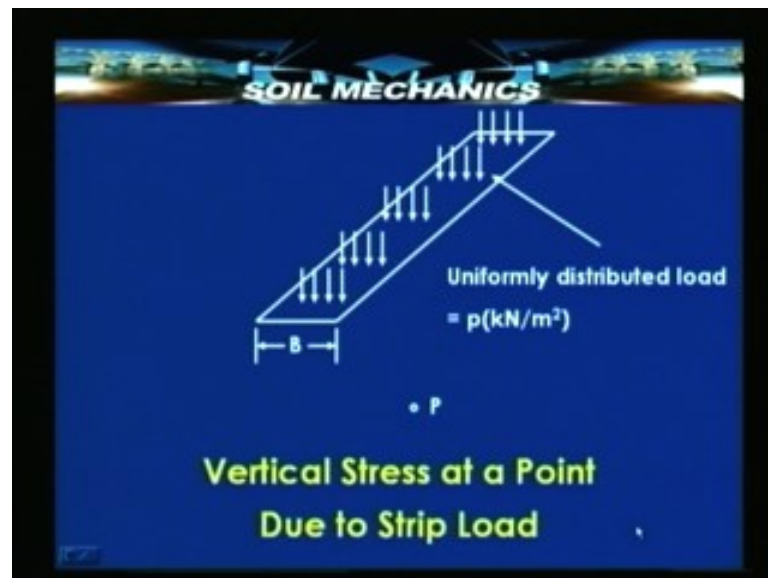 SOIL MECHANICS
Uniformly distributed load
= p(kN/m²)
B
P
Vertical Stress at a Point
Due to Strip Load